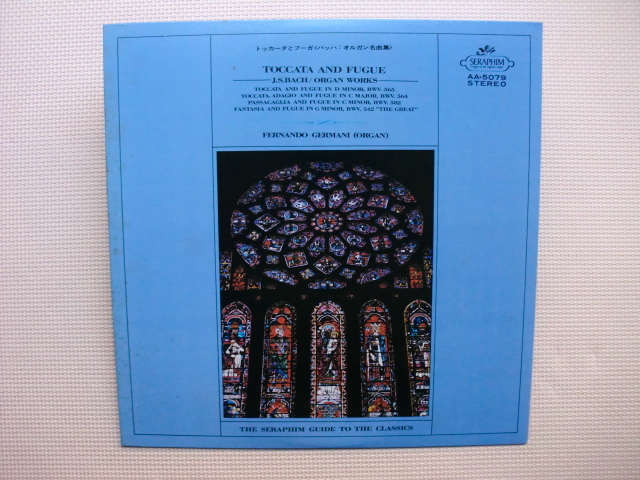 トッカータとフーガ〈バッハ：オルガン名曲集〉
TOCCATA AND FUGUE
J.S.BACH/ORGAN WORKS
TOCCATA AND FUGUE IN D MINOR, BWV. 565
TOCCATA, ADAGIO AND FUGUE IN C MAJOR, BWV. 564
PASSACAGLIA AND FUGUE IN C MINOR, BWV. 582
FANTASIA AND FUGUE IN G MINOR, BWV. 542 "THE GREAT"
FERNANDO GERMANI (ORGAN)
SERAPHIM
AA-5079
STEREO
THE SERAPHIM GUIDE TO THE CLASSICS